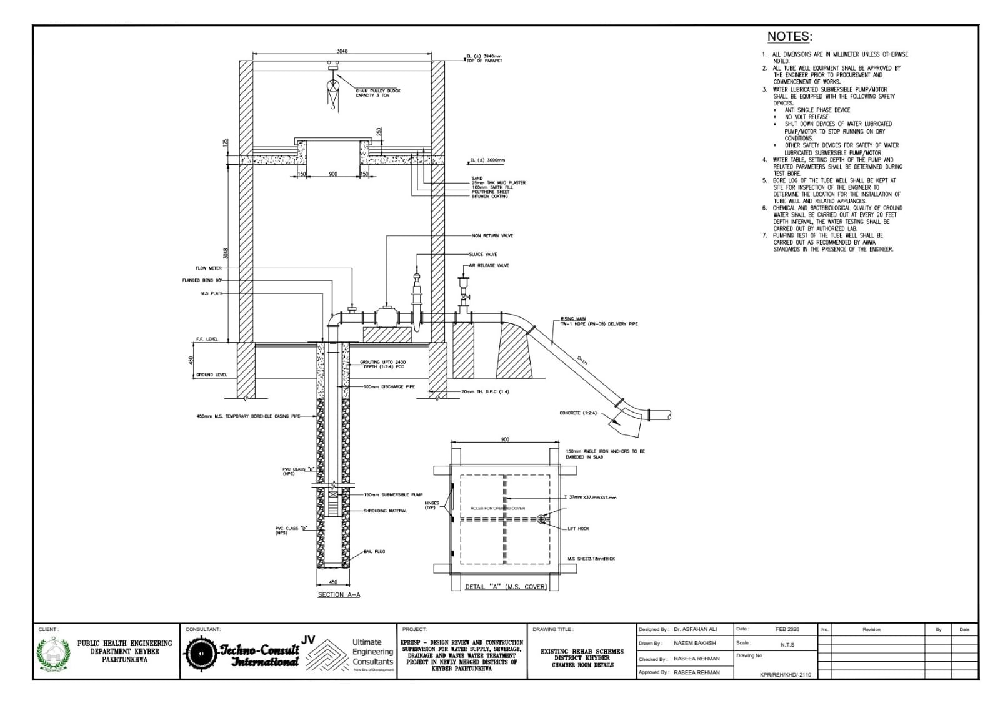 3048
EL (±) 3940mm
TOP OF PARAPET
CHAIN PULLEY BLOCK
CAPACITY 3 TON
250
125
EL (±) 3000mm
150
900
150
SAND
25mm THK MUD PLASTER
100mm EARTH FILL
POLYTHENE SHEET
BITUMEN COATING
NON RETURN VALVE
3048
SLUICE VALVE
FLOW METER
AIR RELEASE VALVE
FLANGED BEND 90°
M.S PLATE
RISING MAIN
TW-1 HDPE (PN-08) DELIVERY PIPE
F.F. LEVEL
450
S=1:1
GROUTING UPTO 2430
DEPTH (1:2:4) PCC
GROUND LEVEL
100mm DISCHARGE PIPE
20mm TH. D.P.C (1:4)
450mm M.S. TEMPORARY BOREHOLE CASING PIPE
CONCRETE (1:2:4)
PVC CLASS "D"
(NPS)
150mm SUBMERSIBLE PUMP
SHROUDING MATERIAL
PVC CLASS "D"
(NPS)
BAIL PLUG
450
SECTION A-A
900
150mm ANGLE IRON ANCHORS TO BE
EMBEDED IN SLAB
HINGES
(TYP)
T 37mm X37.mmX37.mm
HOLES FOR OPENING COVER
LIFT HOOK
M.S SHEET3.18mmTHICK
DETAIL "A" (M.S. COVER)
NOTES:
1. ALL DIMENSIONS ARE IN MILLIMETER UNLESS OTHERWISE
NOTED.
2. ALL TUBE WELL EQUIPMENT SHALL BE APPROVED BY
THE ENGINEER PRIOR TO PROCUREMENT AND
COMMENCEMENT OF WORKS.
3. WATER LUBRICATED SUBMERSIBLE PUMP/MOTOR
SHALL BE EQUIPPED WITH THE FOLLOWING SAFETY
DEVICES.
• ANTI SINGLE PHASE DEVICE
• NO VOLT RELEASE
• SHUT DOWN DEVICES OF WATER LUBRICATED
PUMP/MOTOR TO STOP RUNNING ON DRY
CONDITIONS.
• OTHER SAFETY DEVICES FOR SAFETY OF WATER
LUBRICATED SUBMERSIBLE PUMP/MOTOR
4. WATER TABLE, SETTING DEPTH OF THE PUMP AND
RELATED PARAMETERS SHALL BE DETERMINED DURING
TEST BORE.
5. BORE LOG OF THE TUBE WELL SHALL BE KEPT AT
SITE FOR INSPECTION OF THE ENGINEER TO
DETERMINE THE LOCATION FOR THE INSTALLATION OF
TUBE WELL AND RELATED APPLIANCES.
6. CHEMICAL AND BACTERIOLOGICAL QUALITY OF GROUND
WATER SHALL BE CARRIED OUT AT EVERY 20 FEET
DEPTH INTERVAL, THE WATER TESTING SHALL BE
CARRIED OUT BY AUTHORIZED LAB.
7. PUMPING TEST OF THE TUBE WELL SHALL BE
CARRIED OUT AS RECOMMENDED BY AWWA
STANDARDS IN THE PRESENCE OF THE ENGINEER.
CLIENT :
PUBLIC HEALTH ENGINEERING
DEPARTMENT KHYBER
PAKHTUNKHWA
CONSULTANT:
Techno-Consult
International
JV
Ultimate
Engineering
Consultants
New Era of Development
PROJECT:
KPRIISP - DESIGN REVIEW AND CONSTRUCTION
SUPERVISION FOR WATER SUPPLY, SEWERAGE,
DRAINAGE AND WASTE WATER TREATMENT
PROJECT IN NEWLY MERGED DISTRICTS OF
KHYBER PAKHTUNKHWA
DRAWING TITLE :
EXISTING REHAB SCHEMES
DISTRICT KHYBER
CHAMBER ROOM DETAILS
Designed By : Dr. ASFAHAN ALI
Drawn By : NAEEM BAKHSH
Checked By : RABEEA REHMAN
Approved By : RABEEA REHMAN
Date : FEB 2026
Scale : N.T.S
Drawing No :
KPR/REH/KHD/-2110
No. Revision By Date